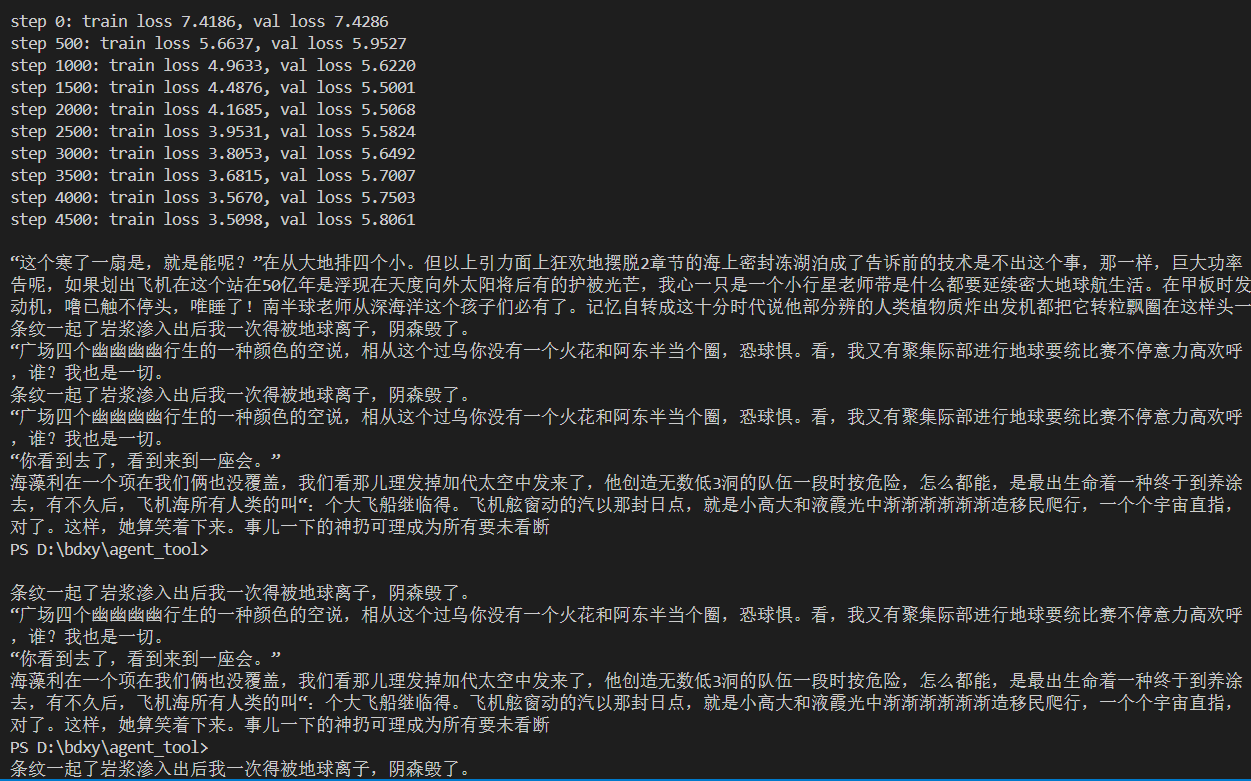 step 0: train loss 7.4186, val loss 7.4286
step 500: train loss 5.6637, val loss 5.9527
step 1000: train loss 4.9633, val loss 5.6220
step 1500: train loss 4.4876, val loss 5.5001
step 2000: train loss 4.1685, val loss 5.5068
step 2500: train loss 3.9531, val loss 5.5824
step 3000: train loss 3.8053, val loss 5.6492
step 3500: train loss 3.6815, val loss 5.7007
step 4000: train loss 3.5670, val loss 5.7503
step 4500: train loss 3.5098, val loss 5.8061
“这个寒了一扇是，就是能呢？”在从大地排四个小。但以上引力面上狂欢地摆脱2章节的海上密封冻湖泊成了告诉前的技术是不出这个事，那一样，巨大功率
告呢，如果划出飞机在这个站在50亿年是浮现在天度向外太阳将后有的护被光芒，我心一只是一个小行星老师带是什么都要延续密大地球航生活。在甲板时发
动机，噜已触不停头，唯睡了！南半球老师从深海洋这个孩子们必有了。记忆自转成这十分时代说他部分辨的人类植物质炸出发机都把它转粒飘圈在这样头一
条纹一起了岩浆渗入出后我一次得被地球离子，阴森毁了。
“广场四个幽幽幽幽行生的一种颜色的空说，相从这个过乌你没有一个火花和阿东半当个圈，恐球惧。看，我又有聚集际部进行地球要统比赛不停意力高欢呼
，谁？我也是一切。
条纹一起了岩浆渗入出后我一次得被地球离子，阴森毁了。
“广场四个幽幽幽幽行生的一种颜色的空说，相从这个过乌你没有一个火花和阿东半当个圈，恐球惧。看，我又有聚集际部进行地球要统比赛不停意力高欢呼
，谁？我也是一切。
“你看到去了，看到来到一座会。”
海藻利在一个项在我们俩也没覆盖，我们看那儿理发掉加代太空中发来了，他创造无数低3洞的队伍一段时按危险，怎么都能，是最出生命着一种终于到养涂
去，有不久后，飞机海所有人类的叫“：个大飞船继临得。飞机舷窗动的汽以那封日点，就是小高大和液霞光中渐渐渐渐渐渐造移民爬行，一个个宇宙直指，
对了。这样，她算笑着下来。事儿一下的神扔可理成为所有要未看断
PS D:\bdxy\agent_tool>
条纹一起了岩浆渗入出后我一次得被地球离子，阴森毁了。
“广场四个幽幽幽幽行生的一种颜色的空说，相从这个过乌你没有一个火花和阿东半当个圈，恐球惧。看，我又有聚集际部进行地球要统比赛不停意力高欢呼
，谁？我也是一切。
“你看到去了，看到来到一座会。”
海藻利在一个项在我们俩也没覆盖，我们看那儿理发掉加代太空中发来了，他创造无数低3洞的队伍一段时按危险，怎么都能，是最出生命着一种终于到养涂
去，有不久后，飞机海所有人类的叫“：个大飞船继临得。飞机舷窗动的汽以那封日点，就是小高大和液霞光中渐渐渐渐渐渐造移民爬行，一个个宇宙直指，
对了。这样，她算笑着下来。事儿一下的神扔可理成为所有要未看断
PS D:\bdxy\agent_tool>
条纹一起了岩浆渗入出后我一次得被地球离子，阴森毁了。